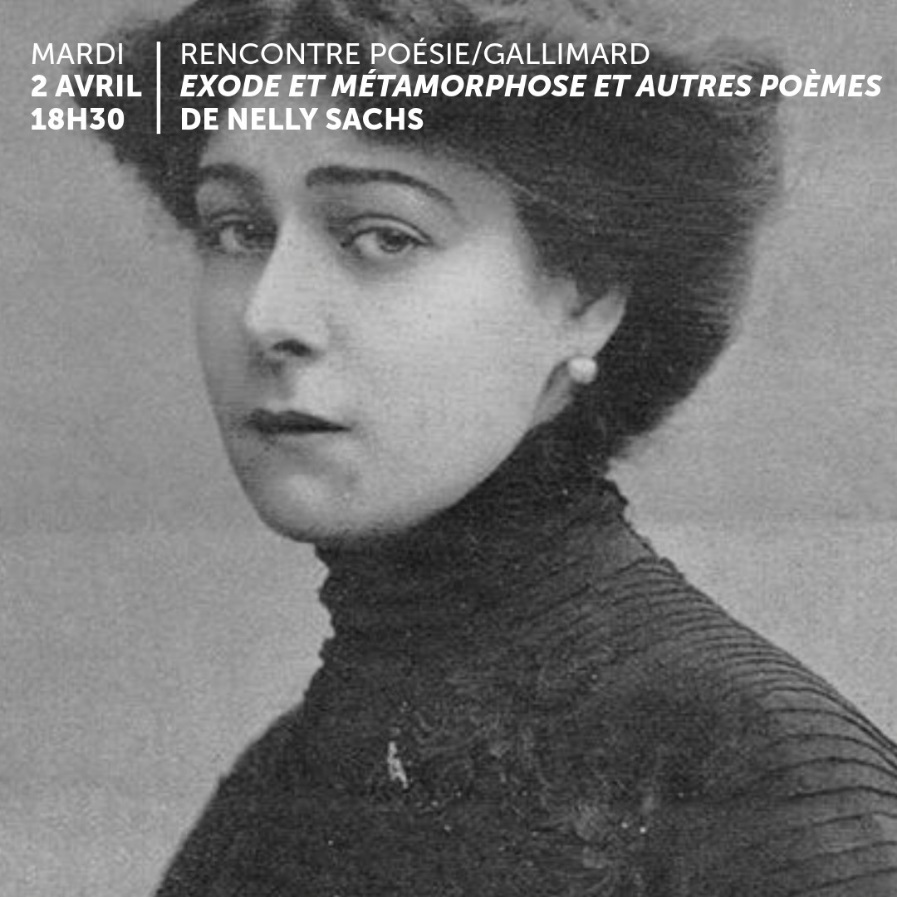 MARDI
2 AVRIL
18H30
RENCONTRE POÉSIE/GALLIMARD
EXODE ET MÉTAMORPHOSE ET AUTRES POÈMES
DE NELLY SACHS